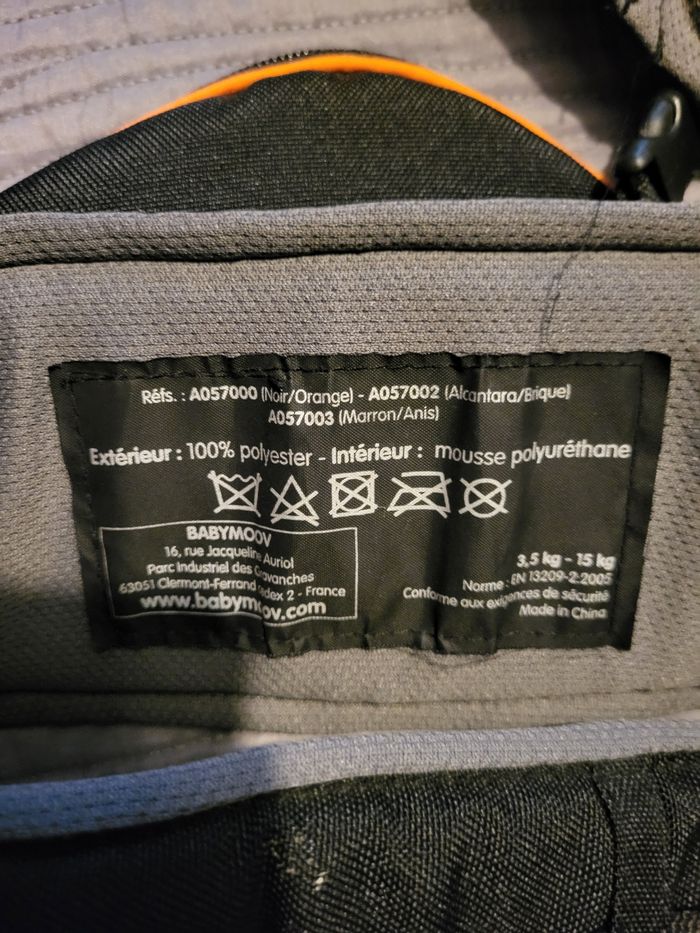 Réfs. : A057000 (Noir/Orange) - A057002 (Alcantara/Brique)
A057003 (Marron/Anis)
Extérieur : 100% polyester - Intérieur : mousse polyuréthane
BABYMOOV
16, rue Jacqueline Auriol
Parc Industriel des Gravanches
63051 Clermont-Ferrand cedex 2 - France
www.babymoov.com
3,5 kg - 15 kg
Norme : EN 13209-2:2005
Conforme aux exigences de sécurité
Made in China